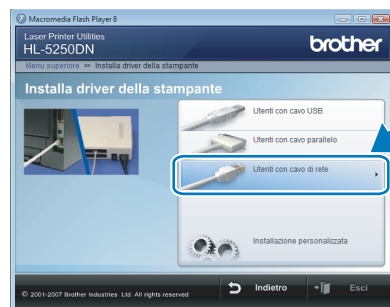 Macromedia Flash Player 8
Laser Printer Utilities
HL-5250DN
brother
Menu superiore >> Installa driver della stampante
Installa driver della stampante
Utenti con cavo USB
Utenti con cavo parallelo
Utenti con cavo di rete
Installazione personalizzata
© 2001-2007 Brother Industries Ltd. All rights reserved
Indietro
Esci